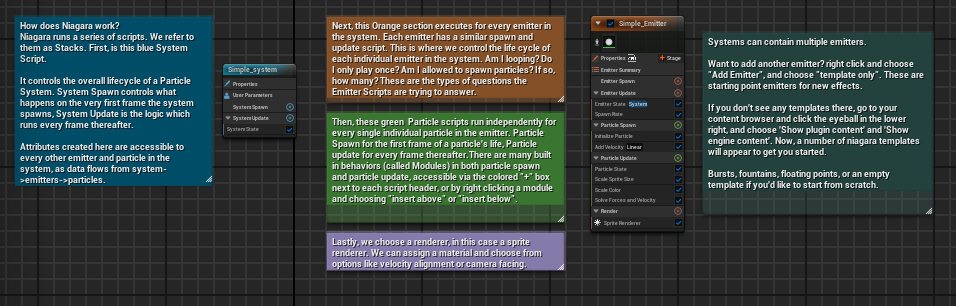 How does Niagara work?
Niagara runs a series of scripts. We refer to
them as Stacks. First, is this blue System
Script.
It controls the overall lifecycle of a Particle
System. System Spawn controls what
happens on the very first frame the system
spawns, System Update is the logic which
runs every frame thereafter.
Attributes created here are accessible to
every other emitter and particle in the
system, as data flows from system-
>emitters->particles.
Simple_system
Properties
User Parameters
System Spawn
System Update
System State
Next, this Orange section executes for every emitter in
the system. Each emitter has a similar spawn and
update script. This is where we control the life cycle of
each individual emitter in the system. Am I looping? Do
I only play once? Am I allowed to spawn particles? If so,
how many? These are the types of questions the
Emitter Scripts are trying to answer.
Then, these green Particle scripts run independently for
every single individual particle in the emitter. Particle
Spawn for the first frame of a particle's life, Particle
update for every frame thereafter.There are many built
in behaviors (called Modules) in both particle spawn
and particle update, accessible via the colored "+" box
next to each script header, or by right clicking a module
and choosing "insert above" or "insert below".
Lastly, we choose a renderer, in this case a sprite
renderer. We can assign a material and choose from
options like velocity alignment or camera facing.
Simple_Emitter
Properties + Stage
Emitter Summary
Emitter Spawn
Emitter Update
Emitter State System
Spawn Rate
Particle Spawn
Initialize Particle
Add Velocity Linear
Particle Update
Particle State
Scale Sprite Size
Scale Color
Solve Forces and Velocity
Render
Sprite Renderer
Systems can contain multiple emitters.
Want to add another emitter? right click and choose
"Add Emitter", and choose "template only". These are
starting point emitters for new effects.
If you don't see any templates there, go to your
content browser and click the eyeball in the lower
right, and choose 'Show plugin content' and 'Show
engine content'. Now, a number of niagara templates
will appear to get you started.
Bursts, fountains, floating points, or an empty
template if you'd like to start from scratch.